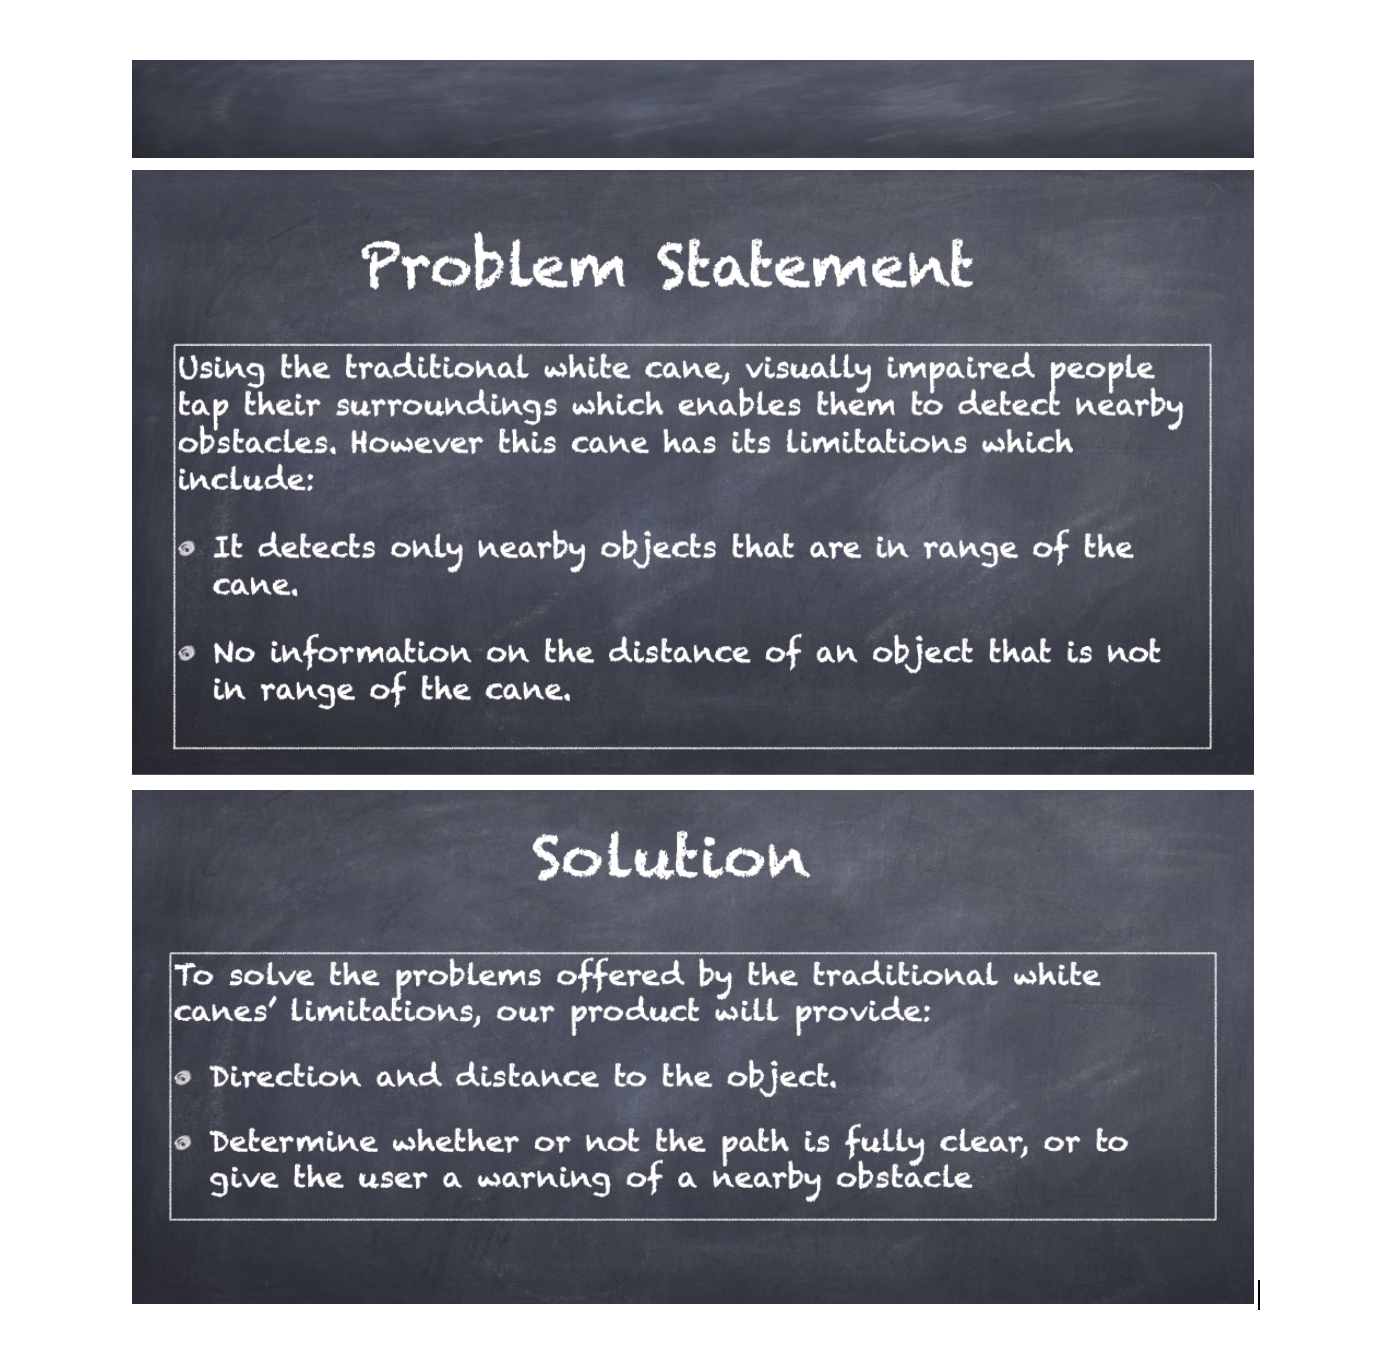 Problem Statement
Using the traditional white cane, visually impaired people
tap their surroundings which enables them to detect nearby
obstacles. However this cane has its limitations which
include:
It detects only nearby objects that are in range of the
cane.
No information on the distance of an object that is not
in range of the cane.
Solution
To solve the problems offered by the traditional white
canes’ limitations, our product will provide:
Direction and distance to the object.
Determine whether or not the path is fully clear, or to
give the user a warning of a nearby obstacle